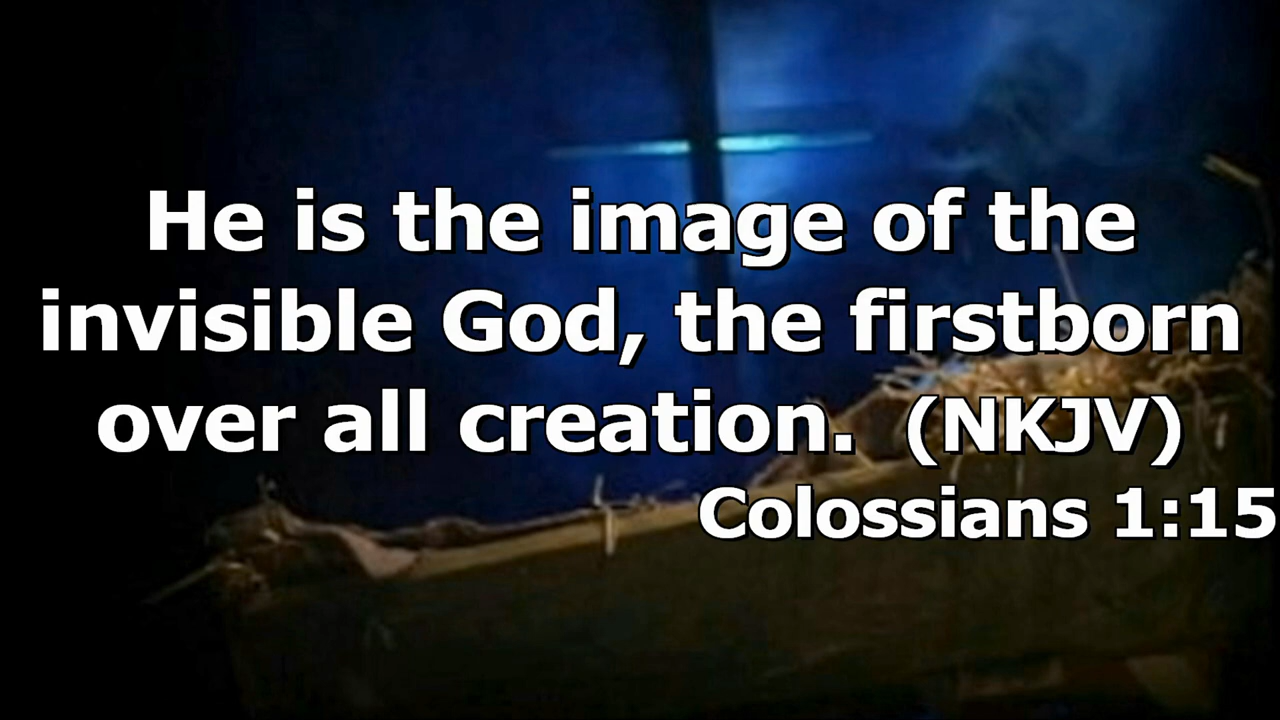 He is the image of the
invisible God, the firstborn
over all creation. (NKJV)
Colossians 1:15